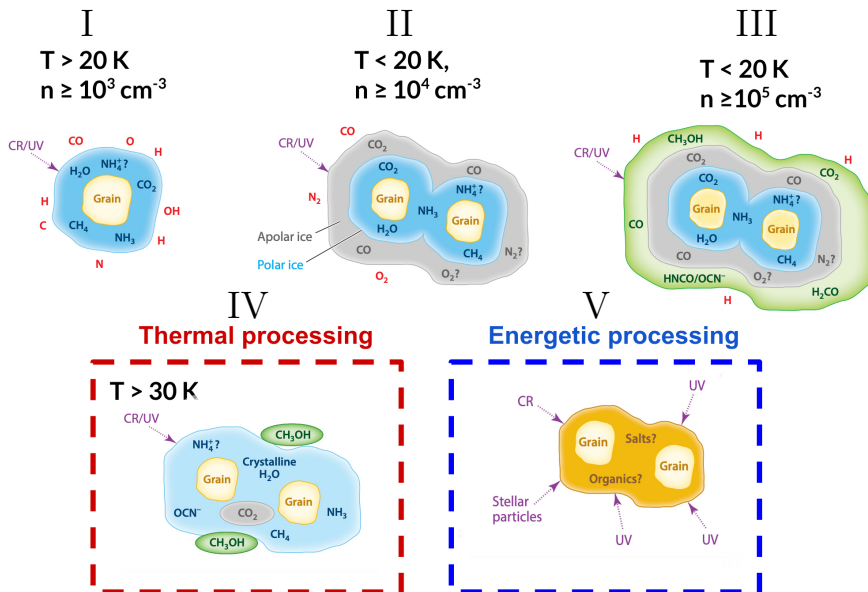 I
T > 20 K
n ≥ 10³ cm⁻³
CR/UV
CO
O
H
H₂O
NH₄⁺?
CO₂
Grain
H
C
OH
CH₄
NH₃
H
N
II
T < 20 K,
n ≥ 10⁴ cm⁻³
CR/UV
CO
CO₂
CO
CO₂
NH₄⁺?
Grain
N₂
NH₃
Grain
Apolar ice
H₂O
Polar ice
CO
CH₄
N₂?
O₂
O₂?
III
T < 20 K
n ≥10⁵ cm⁻³
H
CH₃OH
H
CR/UV
CO₂
CO
CO₂
H
CO₂
NH₄⁺?
Grain
NH₃
CO
Grain
H₂O
CO
CH₄
N₂?
HNCO/OCN⁻
O₂?
H₂CO
H
IV
Thermal processing
T > 30 K
CR/UV
NH₄⁺?
CH₃OH
Crystalline
H₂O
Grain
Grain
OCN⁻
CO₂
NH₃
CH₄
CH₃OH
V
Energetic processing
UV
CR
Grain
Salts?
Grain
Organics?
Stellar
particles
UV
UV